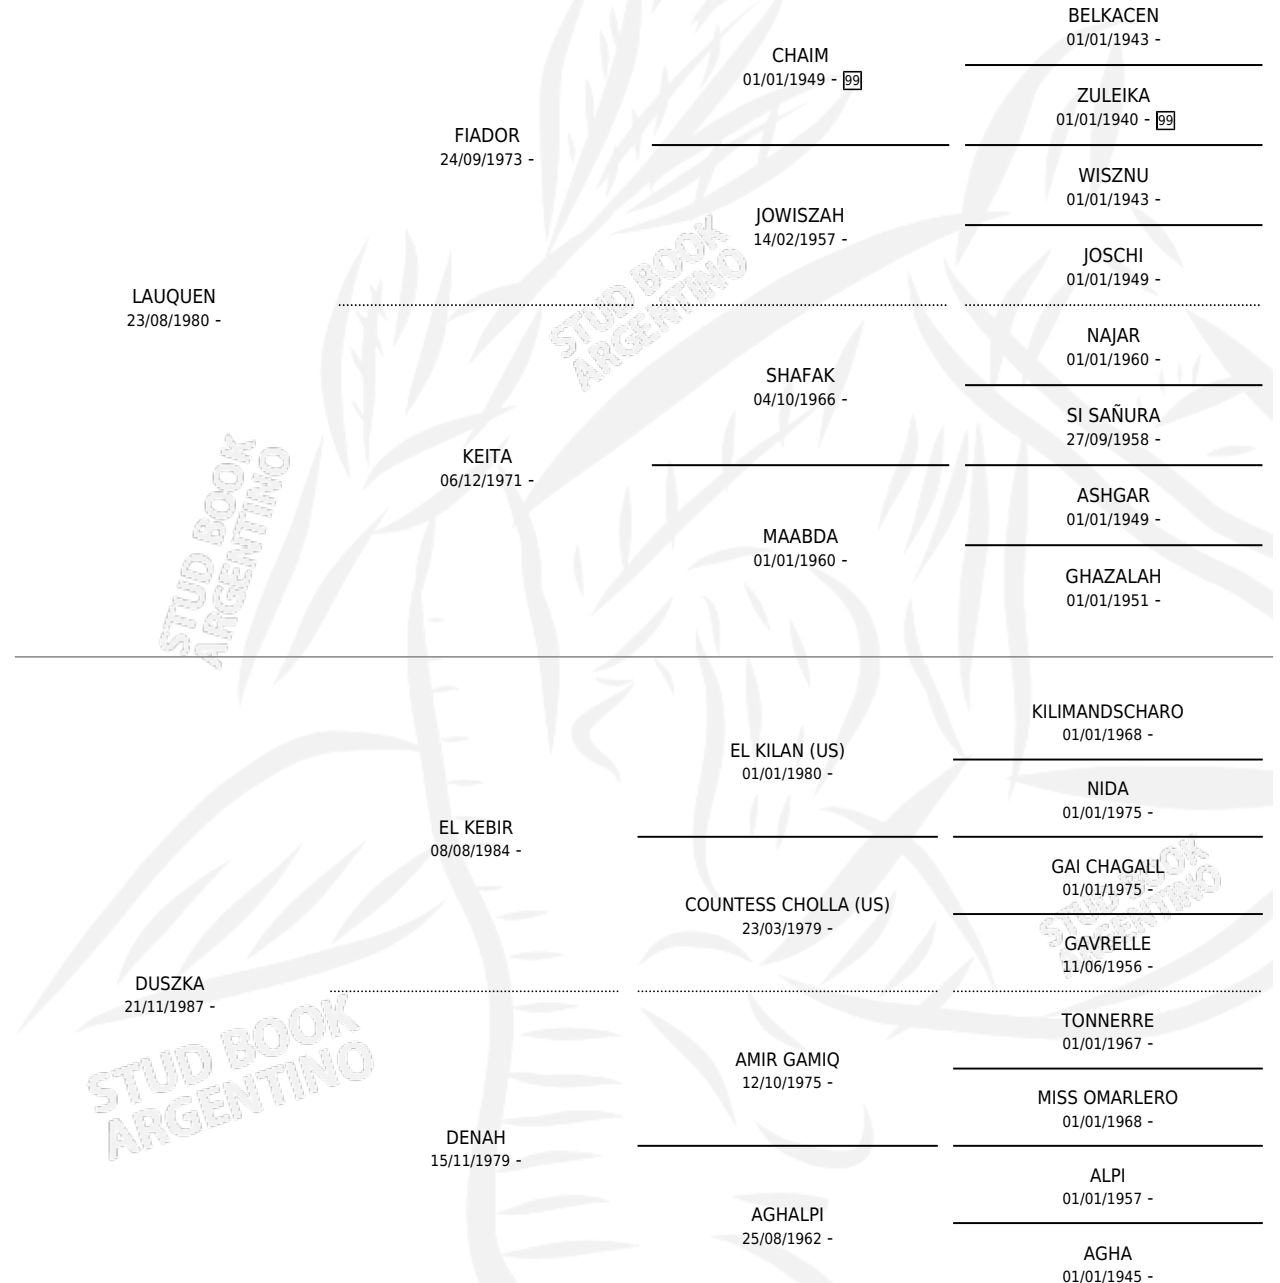 BELKACEN
01/01/1943 -
CHAIM
01/01/1949 - 99
ZULEIKA
01/01/1940 - 99
FIADOR
24/09/1973 -
WISZNU
01/01/1943 -
JOWISZAH
14/02/1957 -
JOSCHI
01/01/1949 -
LAUQUEN
23/08/1980 -
NAJAR
01/01/1960 -
SHAFAK
04/10/1966 -
SI SAÑURA
27/09/1958 -
KEITA
06/12/1971 -
ASHGAR
01/01/1949 -
MAABDA
01/01/1960 -
GHAZALAH
01/01/1951 -
KILIMANDSCHARO
01/01/1968 -
EL KILAN (US)
01/01/1980 -
NIDA
01/01/1975 -
EL KEBIR
08/08/1984 -
GAI CHAGALL
01/01/1975 -
COUNTESS CHOLLA (US)
23/03/1979 -
GAVRELLE
11/06/1956 -
DUSZKA
21/11/1987 -
TONNERRE
01/01/1967 -
AMIR GAMIQ
12/10/1975 -
MISS OMARLERO
01/01/1968 -
DENAH
15/11/1979 -
ALPI
01/01/1957 -
AGHALPI
25/08/1962 -
AGHA
01/01/1945 -
STUD BOOK
ARGENTINO
STUD BOOK
ARGENTINO
STUD BOOK
ARGENTINO
STUD BOOK
ARGENTINO